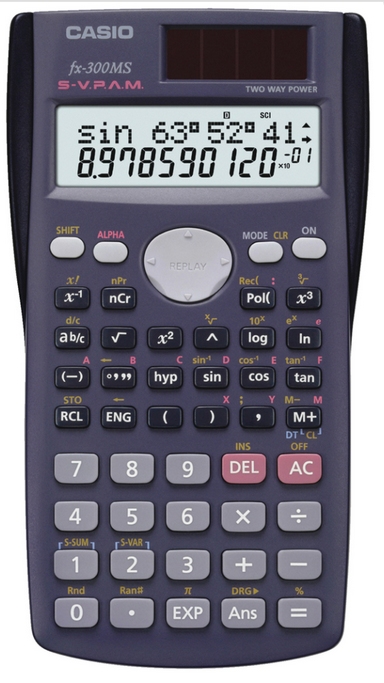 CASIO
fx-300MS
S-V.P.A.M.
TWO WAY POWER
D SCI
sin 63°52°41
8.978590120×10-01
SHIFT ALPHA MODE CLR ON
REPLAY
x! nPr Rec( : ³√
x⁻¹ nCr Pol( x³
d/c x√ 10ˣ eˣ e
a b/c √ x² ^ log ln
A ← B C sin⁻¹ D cos⁻¹ E tan⁻¹ F
(−) °,,, hyp sin cos tan
STO ← X ; Y M− M
RCL ENG ( ) , M+
DT CL
INS OFF
7 8 9 DEL AC
4 5 6 × ÷
S-SUM S-VAR
1 2 3 + −
Rnd Ran# π DRG▶ %
0 · EXP Ans =